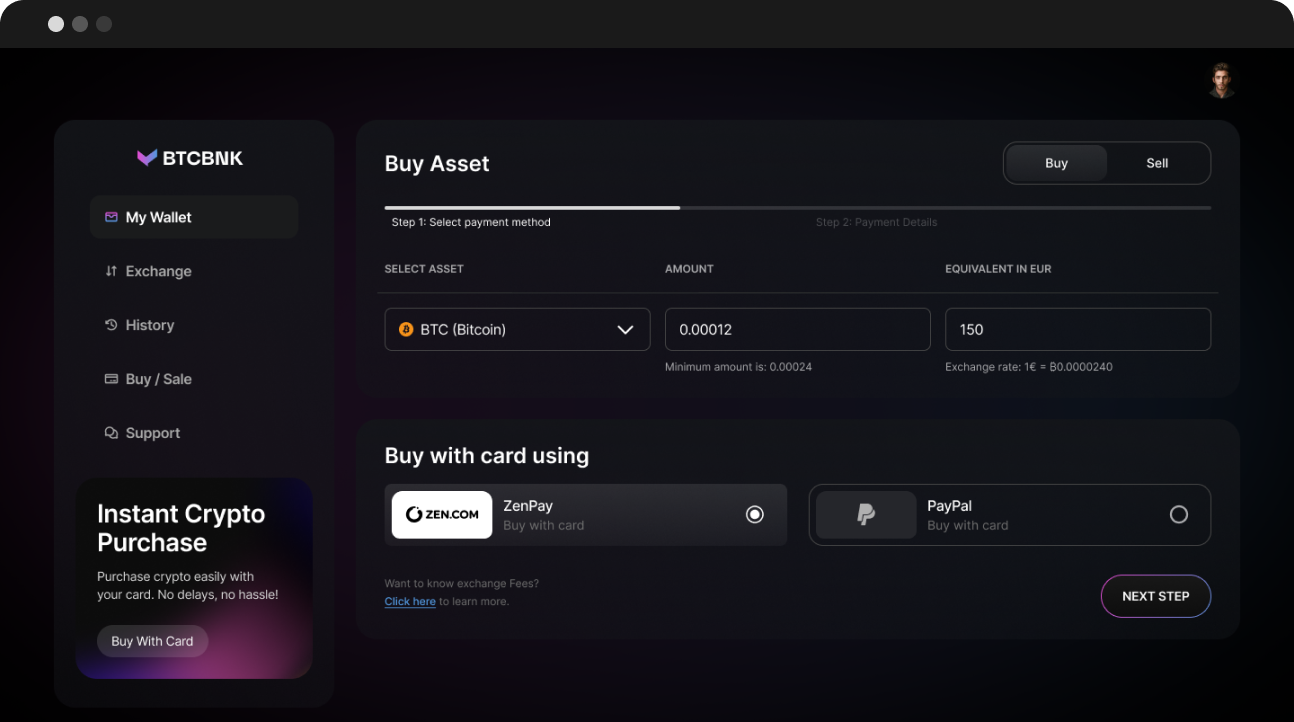 BTCBNK
My Wallet
Exchange
History
Buy / Sale
Support
Instant Crypto
Purchase
Purchase crypto easily with
your card. No delays, no hassle!
Buy With Card
Buy Asset
Buy
Sell
Step 1: Select payment method
Step 2: Payment Details
SELECT ASSET
AMOUNT
EQUIVALENT IN EUR
BTC (Bitcoin)
0.00012
150
Minimum amount is: 0.00024
Exchange rate: 1€ = ₿0.0000240
Buy with card using
ZEN.COM
ZenPay
Buy with card
PayPal
Buy with card
Want to know exchange Fees?
Click here to learn more.
NEXT STEP